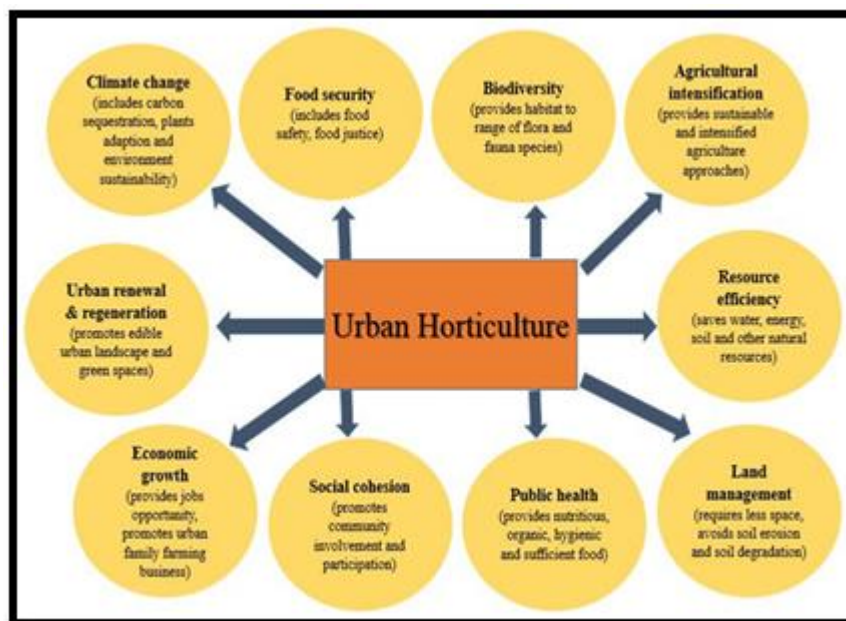 Climate change
(includes carbon
sequestration, plants
adaption and
environment
sustainability)
Food security
(includes food
safety, food justice)
Biodiversity
(provides habitat to
range of flora and
fauna species)
Agricultural
intensification
(provides sustainable
and intensified
agriculture
approaches)
Urban renewal
& regeneration
(promotes edible
urban landscape and
green spaces)
Urban Horticulture
Resource
efficiency
(saves water, energy,
soil and other natural
resources)
Economic
growth
(provides jobs
opportunity,
promotes urban
family farming
business)
Social cohesion
(promotes
community
involvement and
participation)
Public health
(provides nutritious,
organic, hygienic
and sufficient food)
Land
management
(requires less space,
avoids soil erosion
and soil degradation)